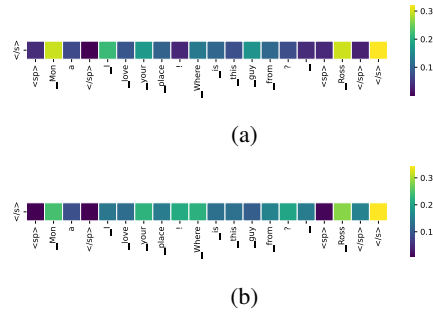 </s>
<sp> ▁Mon a </sp> ▁I ▁love ▁your ▁place ! ▁Where ▁is ▁this ▁guy ▁from ? ▁ <sp> ▁Ross </sp> </s>
0.3
0.2
0.1
(a)
</s>
<sp> ▁Mon a </sp> ▁I ▁love ▁your ▁place ! ▁Where ▁is ▁this ▁guy ▁from ? ▁ <sp> ▁Ross </sp> </s>
0.3
0.2
0.1
(b)